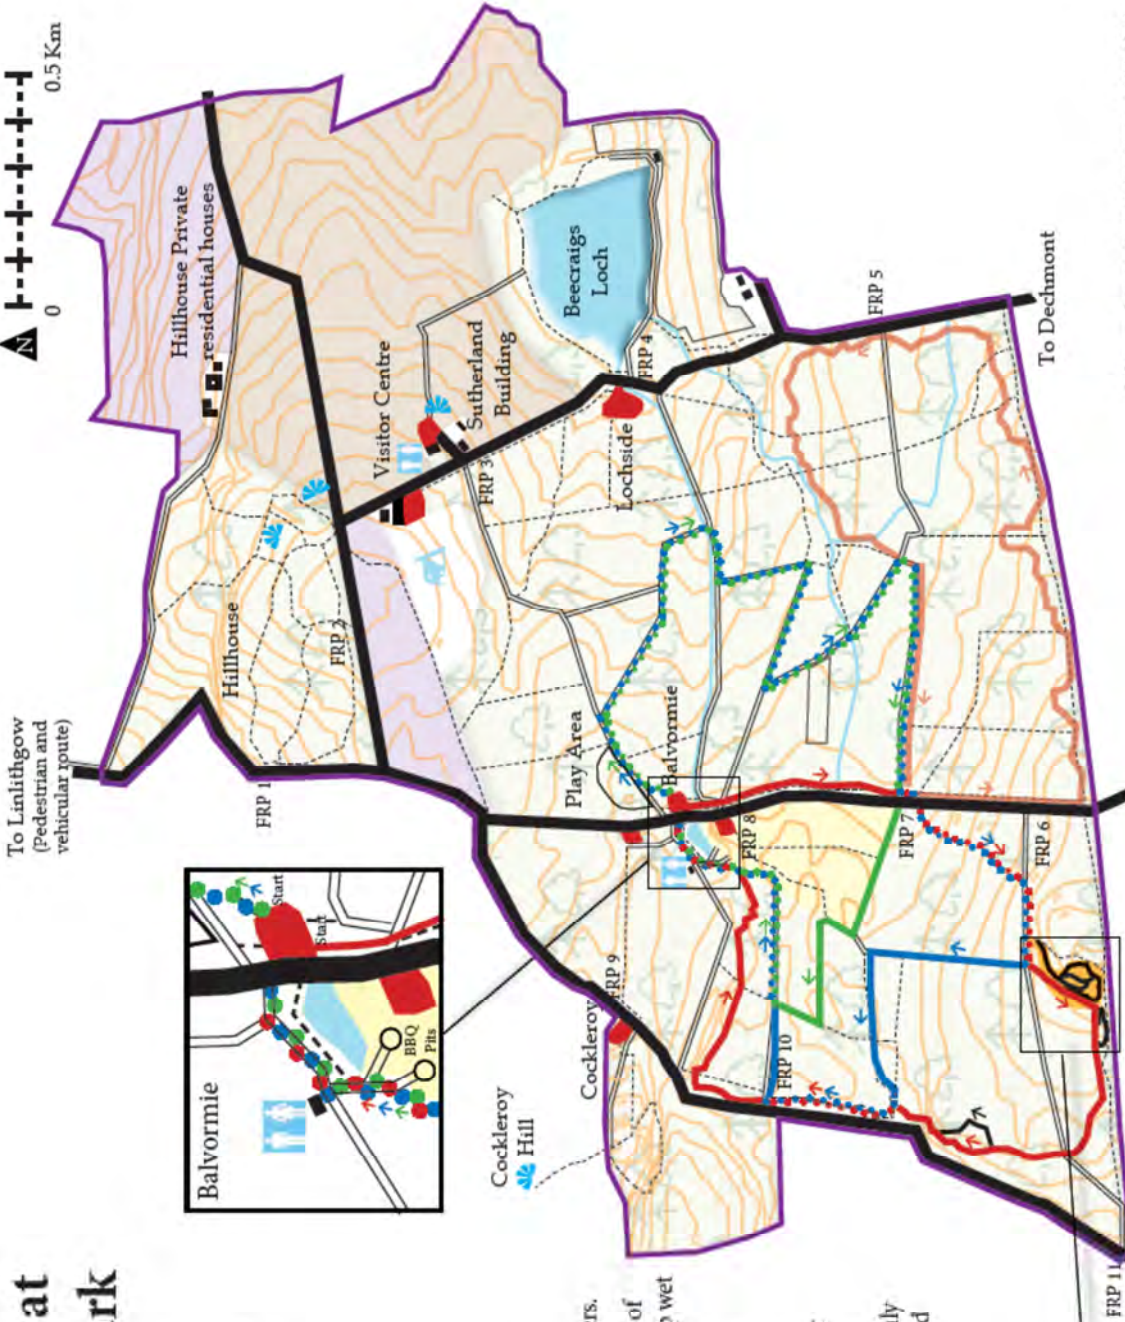 at
rk
N
0
0.5 Km
To Linlithgow
(Pedestrian and
vehicular route)
Hillhouse Private
residential houses
Hillhouse
FRP 1
FRP 2
Visitor Centre
Sutherland
Building
FRP 3
Beecraigs
Loch
FRP 4
Lochside
FRP 5
To Dechmont
Play Area
Balvormie
FRP 8
FRP 7
FRP 6
Balvormie
Start
Start
BBQ
Pits
Cockleroy
Hill
Cockleroy
FRP 9
FRP 10
FRP 11
rs.
of
wet
ly
d